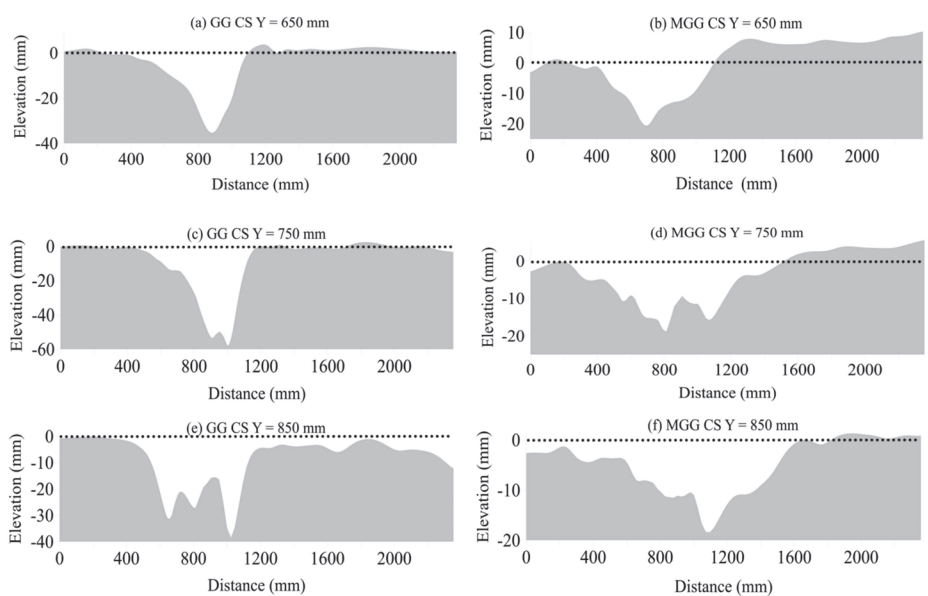 (a) GG CS Y = 650 mm
Elevation (mm)
0
-20
-40
0 400 800 1200 1600 2000
Distance (mm)
(b) MGG CS Y = 650 mm
Elevation (mm)
10
0
-10
-20
0 400 800 1200 1600 2000
Distance (mm)
(c) GG CS Y = 750 mm
Elevation (mm)
0
-20
-40
-60
0 400 800 1200 1600 2000
Distance (mm)
(d) MGG CS Y = 750 mm
Elevation (mm)
0
-10
-20
0 400 800 1200 1600 2000
Distance (mm)
(e) GG CS Y = 850 mm
Elevation (mm)
0
-10
-20
-30
-40
0 400 800 1200 1600 2000
Distance (mm)
(f) MGG CS Y = 850 mm
Elevation (mm)
0
-10
-20
0 400 800 1200 1600 2000
Distance (mm)